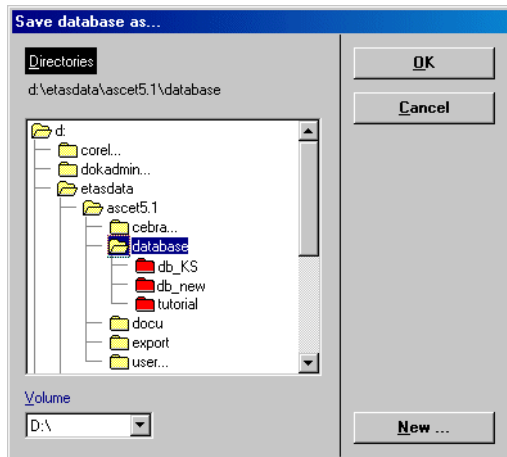 Save database as...
Directories
d:\etasdata\ascet5.1\database
d:
corel...
dokadmin...
etasdata
ascet5.1
cebra...
database
db_KS
db_new
tutorial
docu
export
user...
Volume
D:\
OK
Cancel
New ...